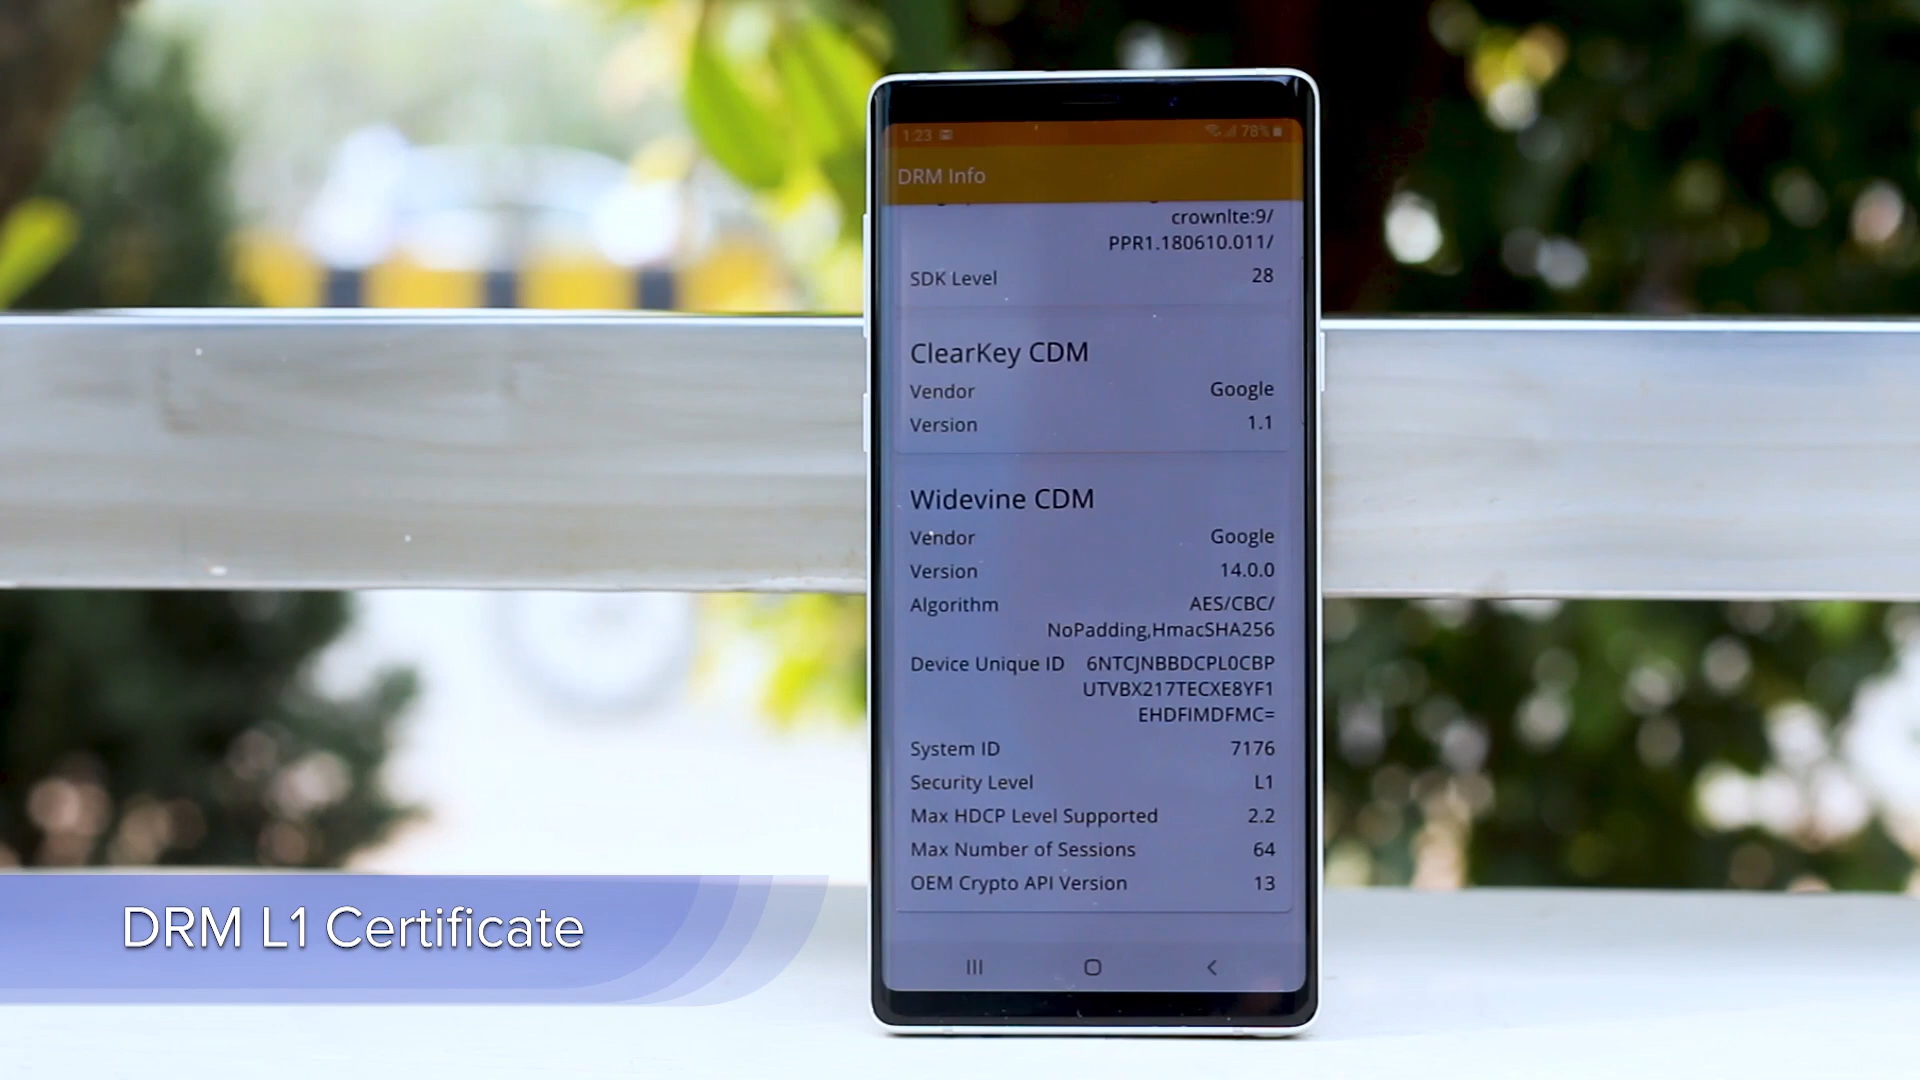 1:23
78%
DRM Info
crownlte:9/
PPR1.180610.011/
SDK Level 28
ClearKey CDM
Vendor Google
Version 1.1
Widevine CDM
Vendor Google
Version 14.0.0
Algorithm AES/CBC/
NoPadding,HmacSHA256
Device Unique ID 6NTCJNBBDCPL0CBP
UTVBX217TECXE8YF1
EHDFIMDFMC=
System ID 7176
Security Level L1
Max HDCP Level Supported 2.2
Max Number of Sessions 64
OEM Crypto API Version 13
DRM L1 Certificate